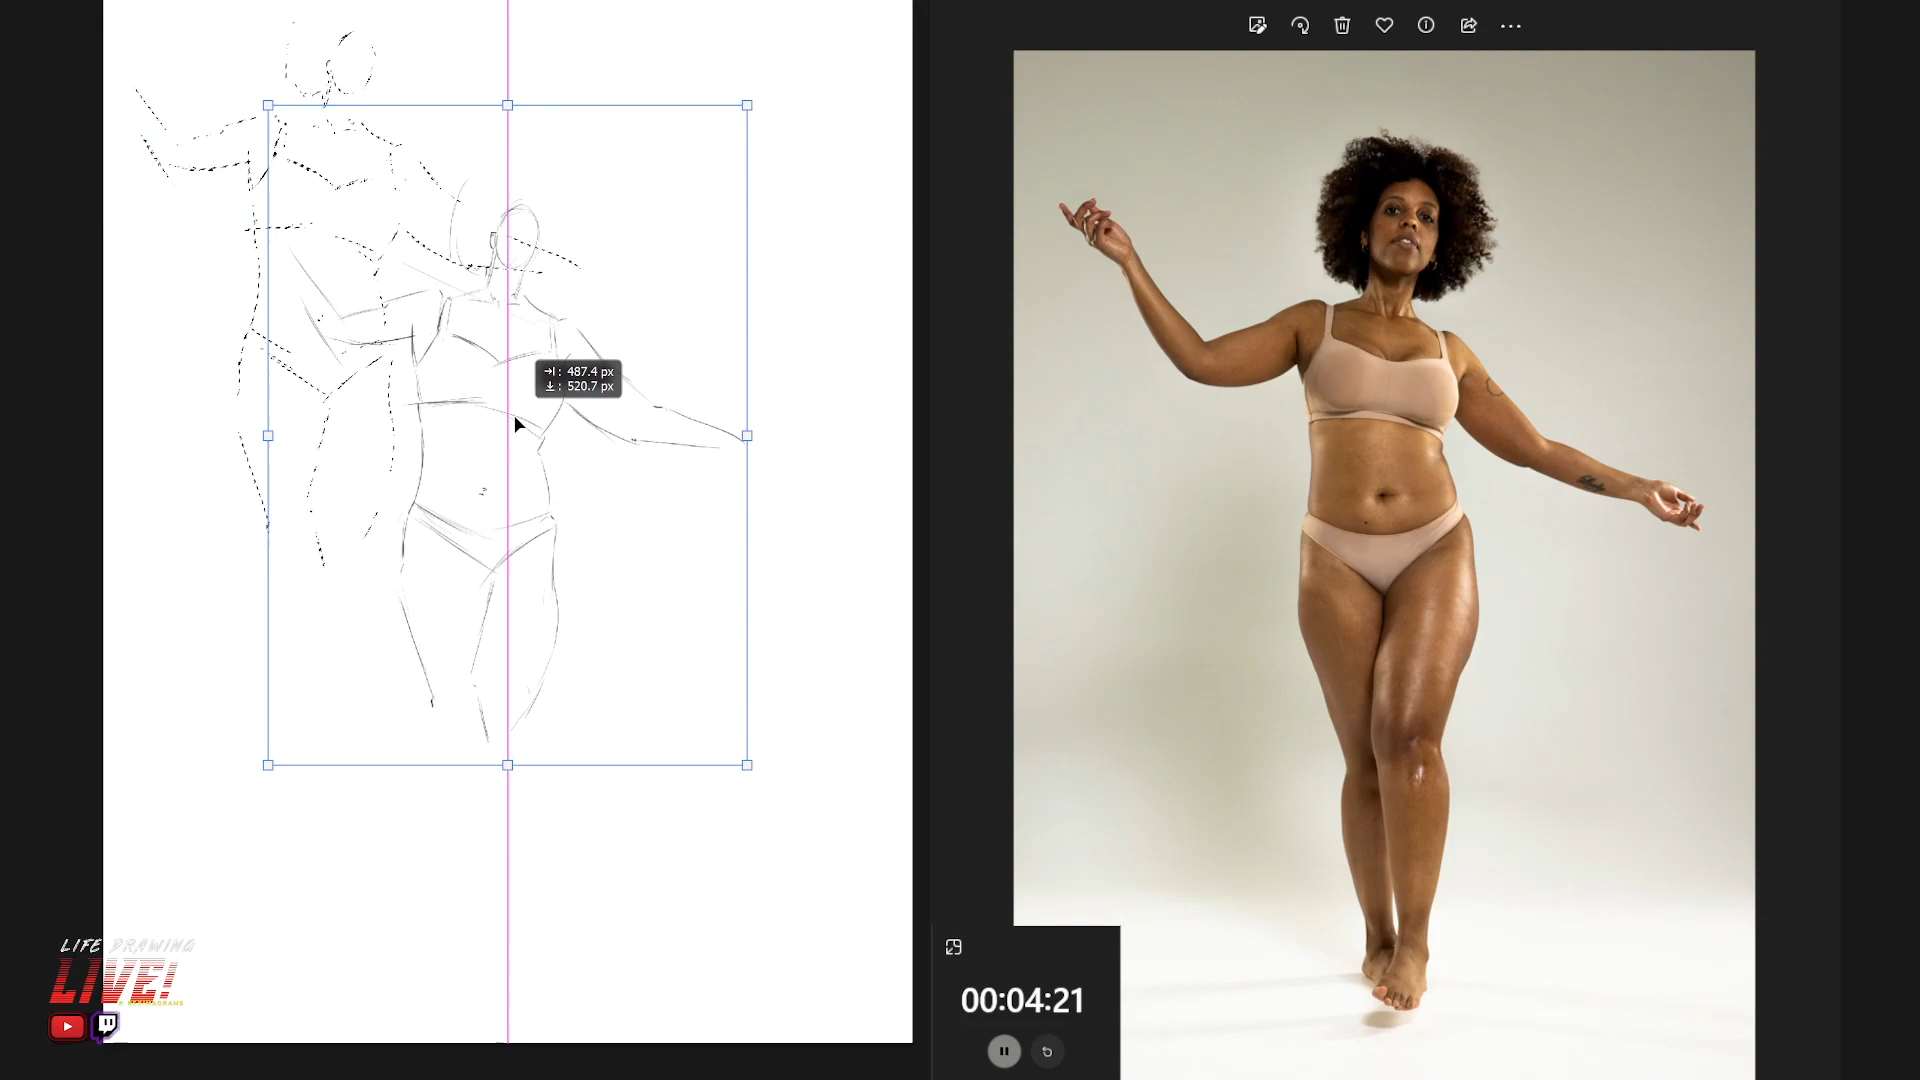 →|: 487.4 px
↓: 520.7 px
LIFE DRAWING
LIVE!
00:04:21